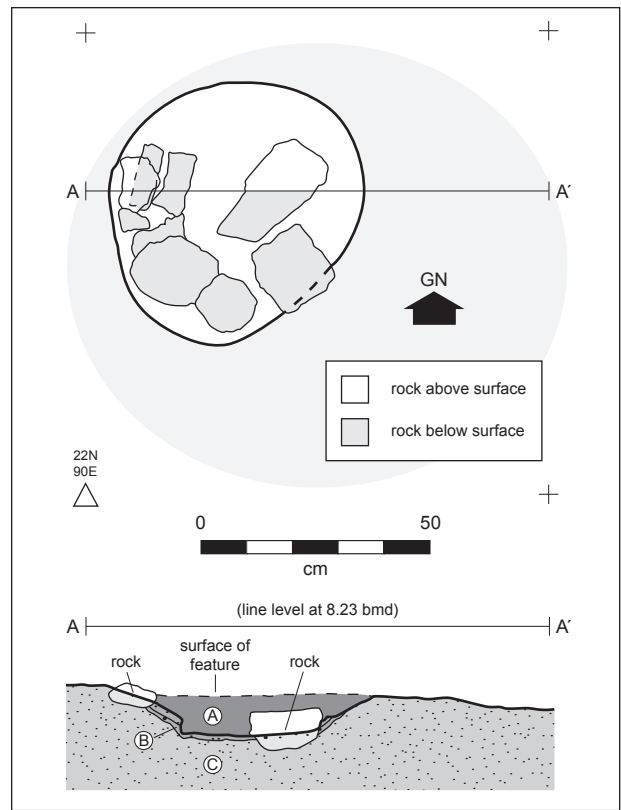 A
A′
GN
rock above surface
rock below surface
22N
90E
0
50
cm
(line level at 8.23 bmd)
A
A′
surface of
feature
rock
rock
A
B
C